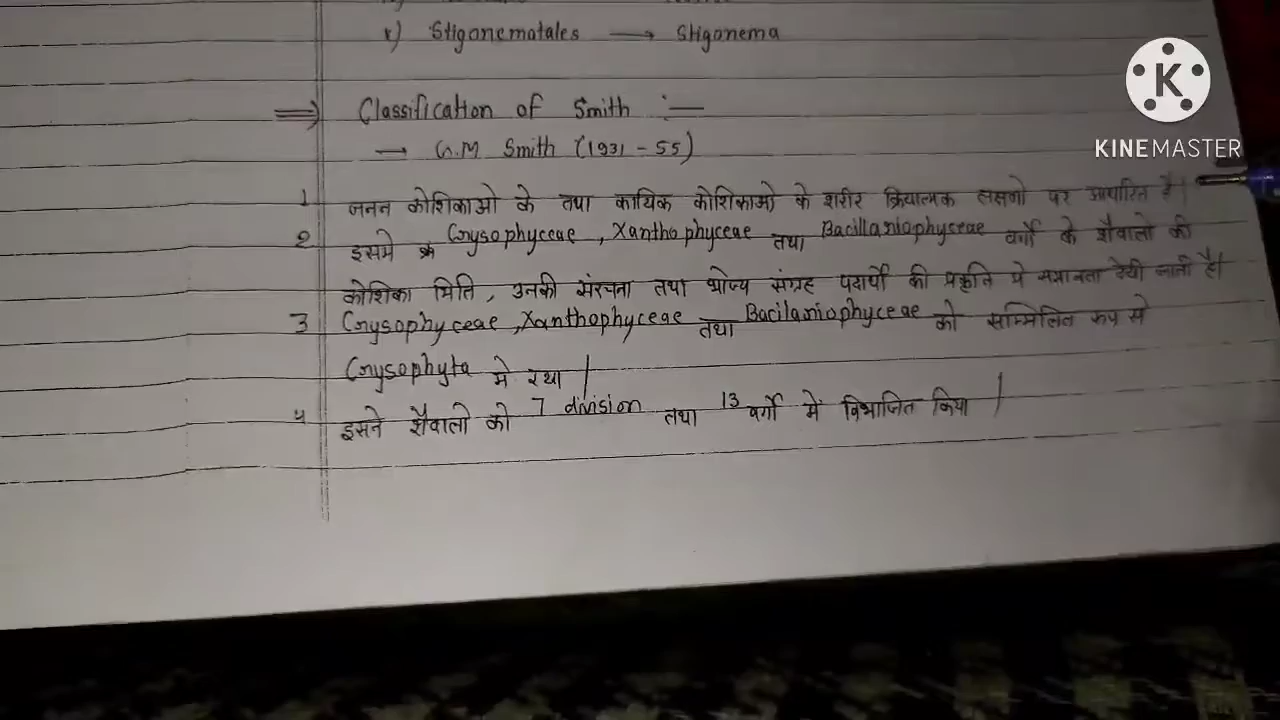 v) Stigonematales → Stigonema
⇒ Classification of Smith :—
→ G.M Smith (1931 - 55)
1 जनन कोशिकाओ के तथा कायिक कोशिकाओ के शरीर क्रियात्मक लक्षणो पर आधारित है।
2 इसमे Crysophyceae, Xanthophyceae तथा Bacillariophyceae वर्गो के शैवालो की
कोशिका भिति, उनकी संरचना तथा भोज्य संग्रह पदार्थो की प्रकृति मे समानता देखी जाती है।
3 Crysophyceae, Xanthophyceae तथा Bacilariophyceae को सम्मिलित रूप से
Crysophyta मे रखा |
4 इसने शैवालो को 7 division तथा 13 वर्गो में विभाजित किया |
K
KINEMASTER